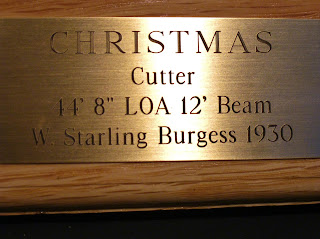 CHRISTMAS
Cutter
44' 8" LOA 12' Beam
W. Starling Burgess 1930